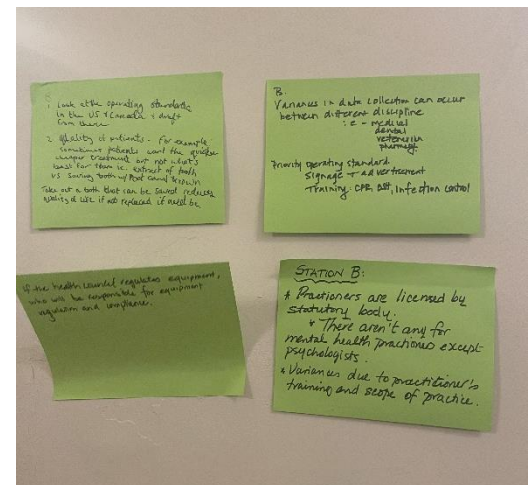 1. Look at the operating standards
in the US & Canada & draft
from there
2. Quality of patients - For example
sometimes patients want the quicker
cheaper treatment but not what's
best for them i.e. extract of tooth
vs. saving tooth w/ Root canal & crown
Take out a tooth that can be saved reduces
quality of life if not replaced if need be
B:
Variances in data collection can occur
between different discipline
i.e - medical
dental
veterinarian
pharmacy
Priority operating standard
Signage + advertisement
Training: CPR, Infection control
If the health council regulates equipment,
who will be responsible for equipment
regulation and compliance.
STATION B:
* Practioners are licensed by
statutory body.
* There aren't any for
mental health practiones except
psychologists.
* Variances due to practitioner's
training and scope of practice.